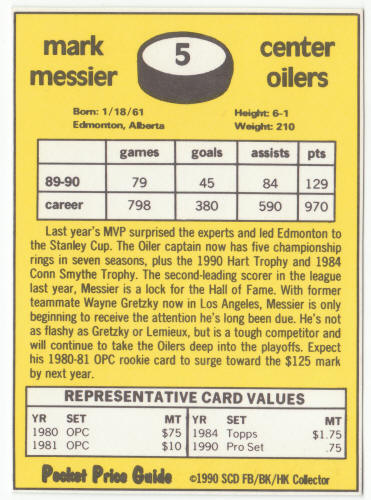 mark 5 center
messier oilers
Born: 1/18/61 Height: 6-1
Edmonton, Alberta Weight: 210
games goals assists pts
89-90 79 45 84 129
career 798 380 590 970
Last year's MVP surprised the experts and led Edmonton to
the Stanley Cup. The Oiler captain now has five championship
rings in seven seasons, plus the 1990 Hart Trophy and 1984
Conn Smythe Trophy. The second-leading scorer in the league
last year, Messier is a lock for the Hall of Fame. With former
teammate Wayne Gretzky now in Los Angeles, Messier is only
beginning to receive the attention he's long been due. He's not
as flashy as Gretzky or Lemieux, but is a tough competitor and
will continue to take the Oilers deep into the playoffs. Expect
his 1980-81 OPC rookie card to surge toward the $125 mark
by next year.
REPRESENTATIVE CARD VALUES
YR SET MT YR SET MT
1980 OPC $75 1984 Topps $1.75
1981 OPC $10 1990 Pro Set .75
Pocket Price Guide ©1990 SCD FB/BK/HK Collector